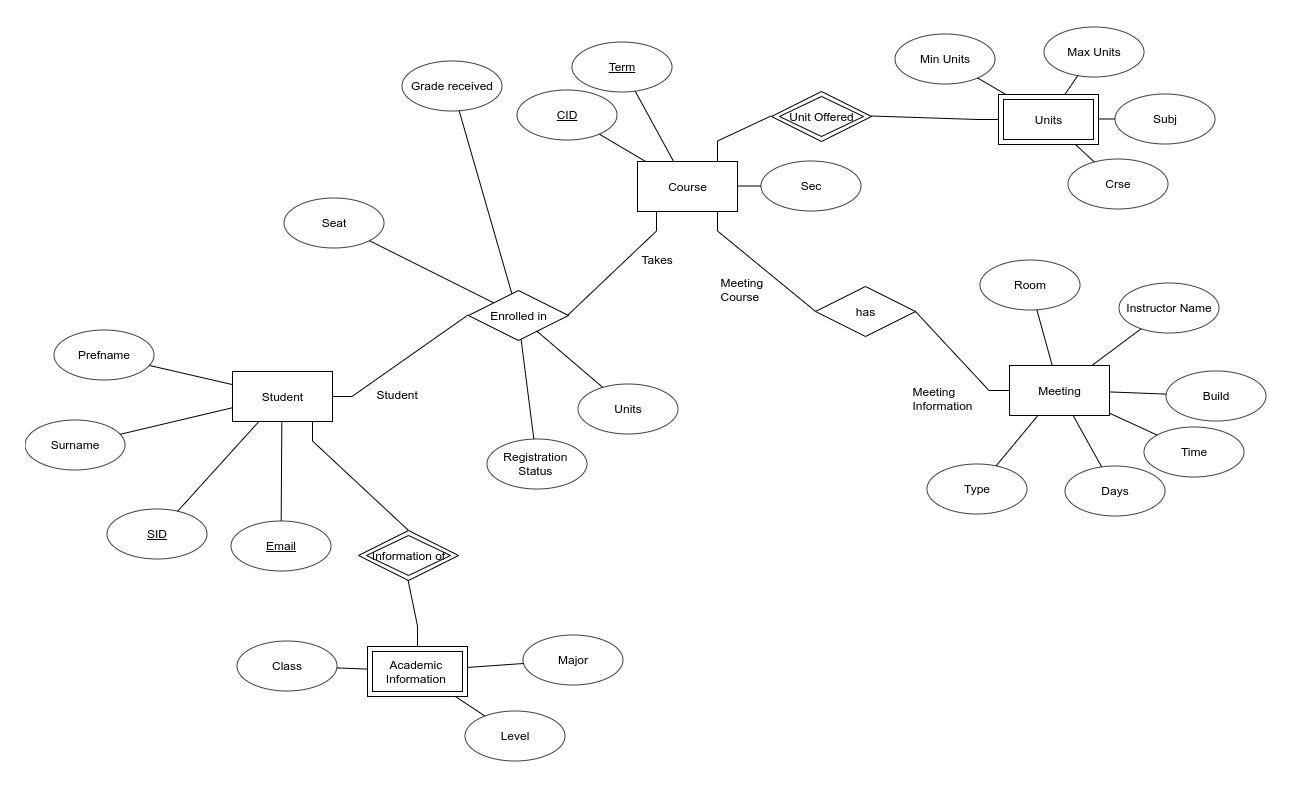 Max Units
Min Units
Term
Grade received
CID
Unit Offered
Units
Subj
Course
Sec
Crse
Seat
Takes
Meeting
Course
Room
Instructor Name
Enrolled in
has
Prefname
Student
Student
Meeting
Information
Meeting
Build
Units
Surname
Time
Registration
Status
Type
Days
SID
Email
Information of
Class
Academic
Information
Major
Level